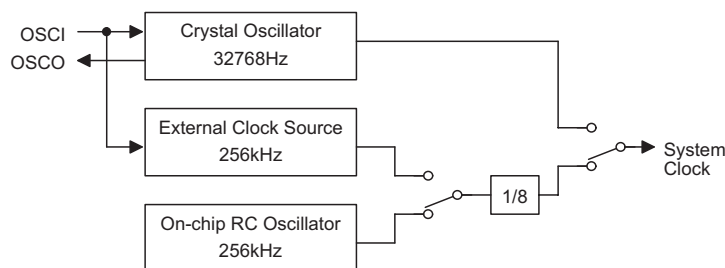 OSCI
OSCO
Crystal Oscillator
32768Hz
External Clock Source
256kHz
On-chip RC Oscillator
256kHz
1/8
System
Clock